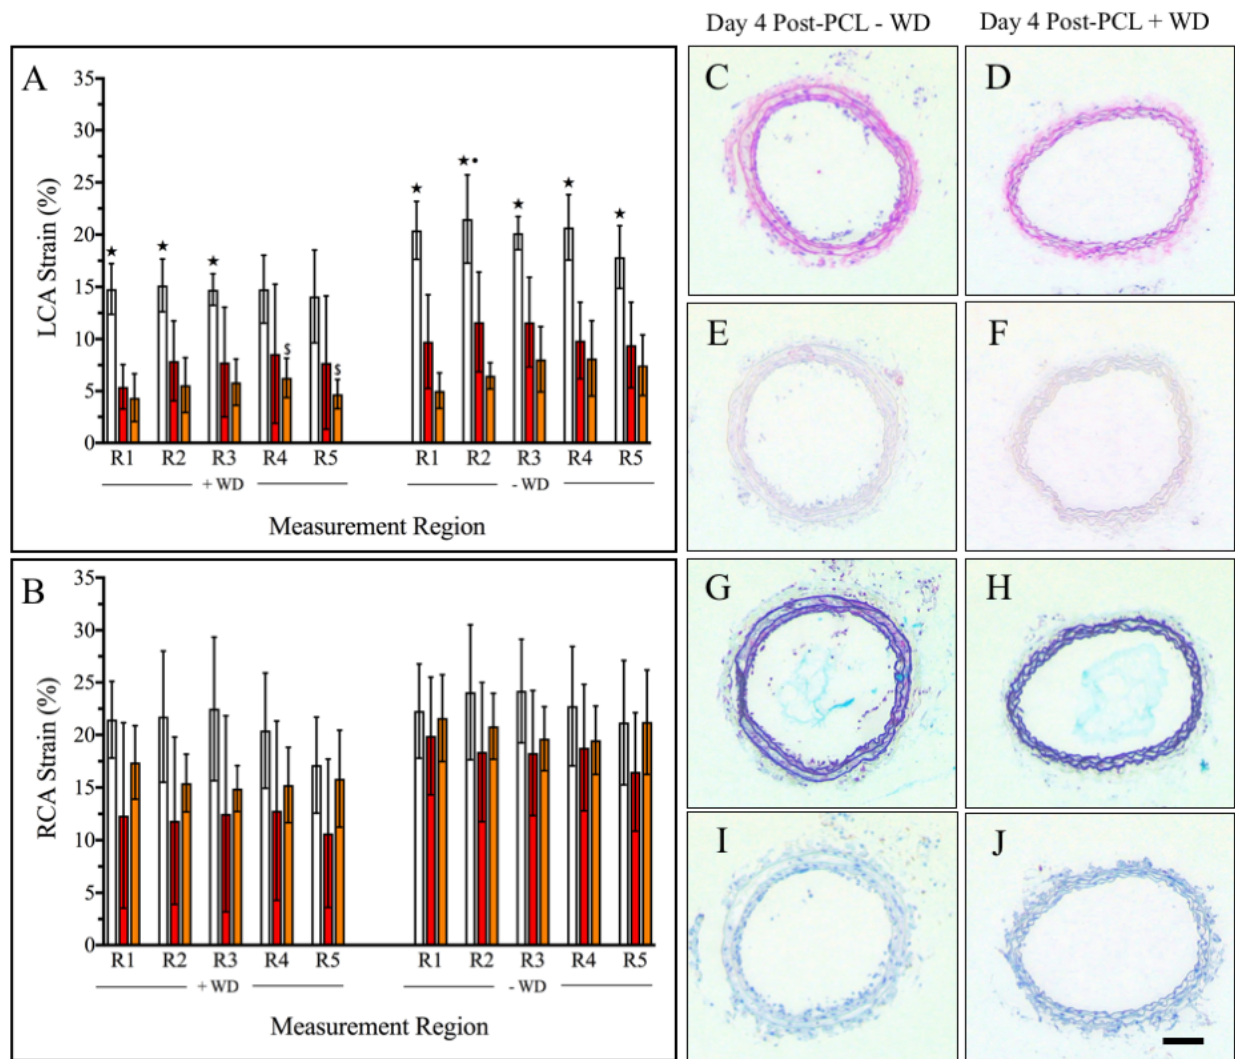 Day 4 Post-PCL - WD
Day 4 Post-PCL + WD
A
LCA Strain (%)
35
30
25
20
15
10
5
0
★ ★ ★ $ $ ★ ★• ★ ★ ★
R1 R2 R3 R4 R5 R1 R2 R3 R4 R5
+ WD - WD
Measurement Region
B
RCA Strain (%)
35
30
25
20
15
10
5
0
R1 R2 R3 R4 R5 R1 R2 R3 R4 R5
+ WD - WD
Measurement Region
C
D
E
F
G
H
I
J